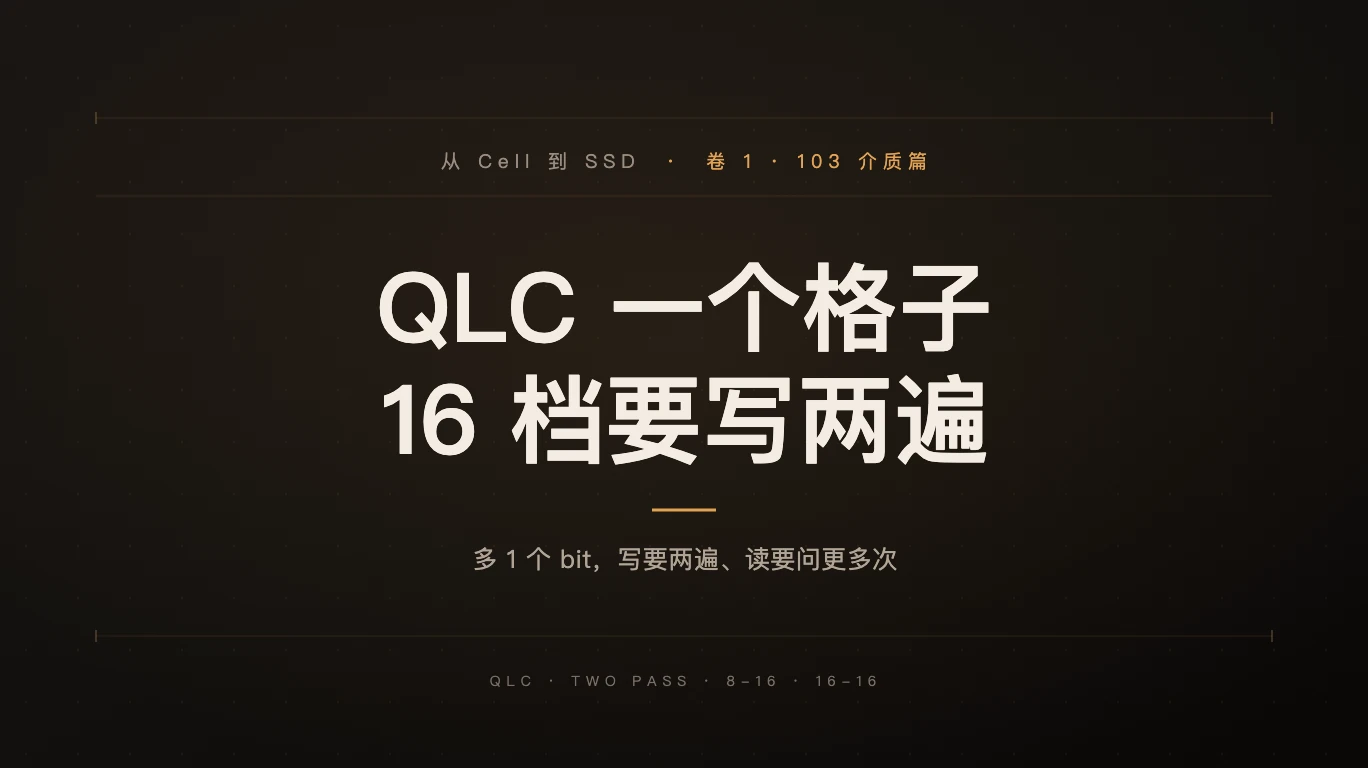 从 Cell 到 SSD · 卷 1 · 103 介质篇
QLC 一个格子
16 档要写两遍
多 1 个 bit，写要两遍、读要问更多次
QLC · TWO PASS · 8–16 · 16–16